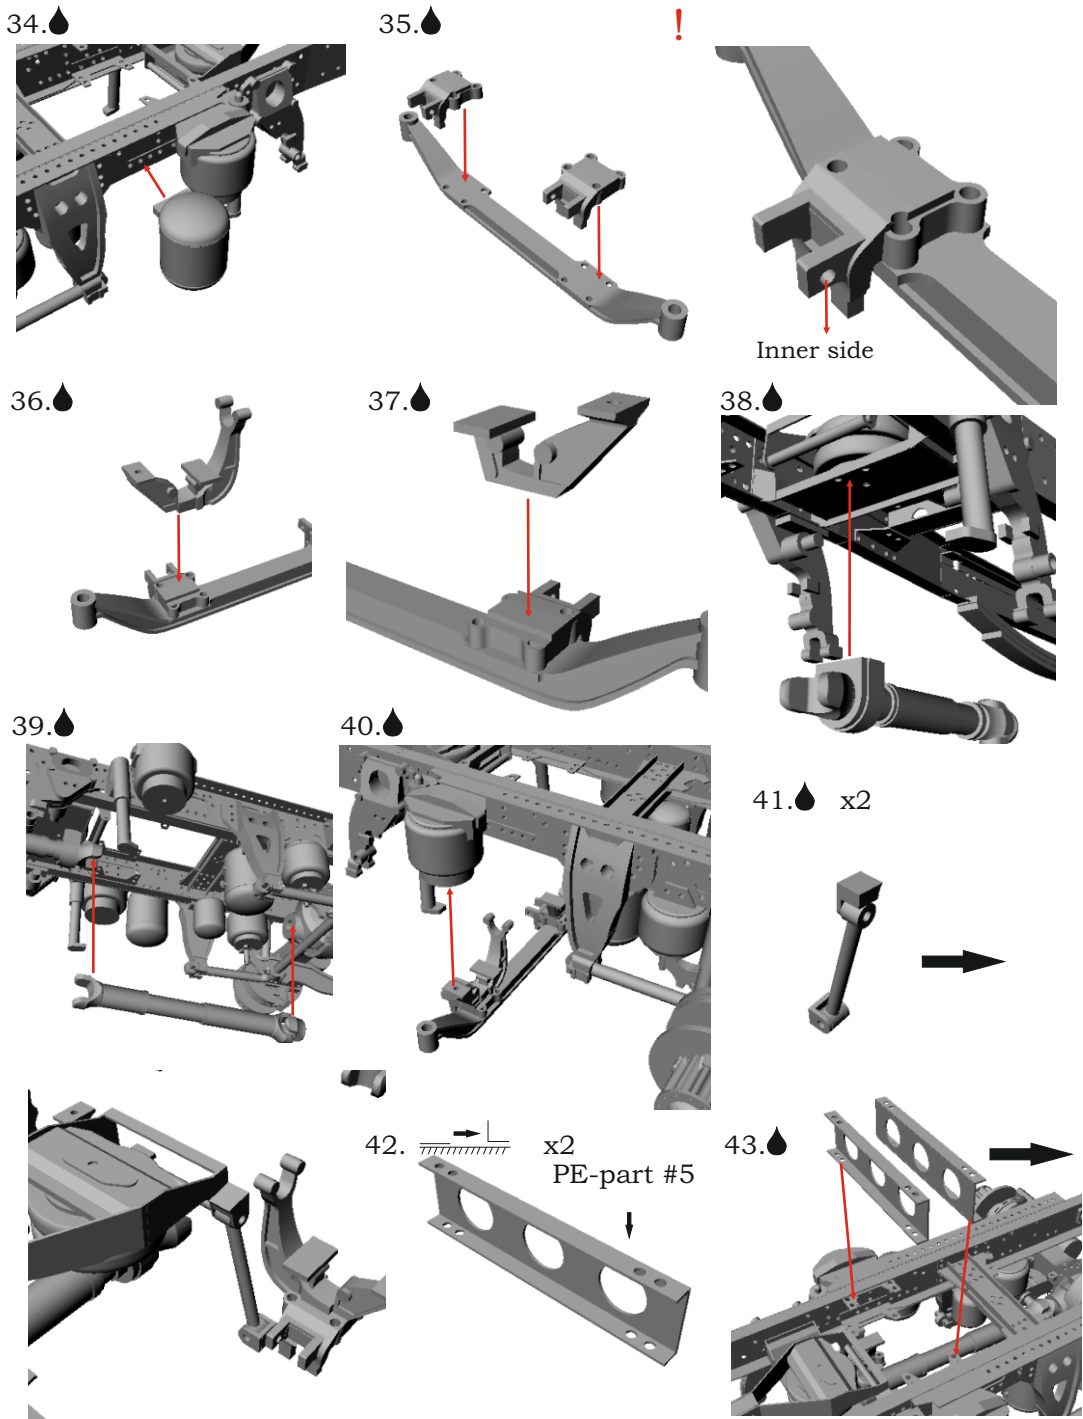 34.
35.
!
Inner side
36.
37.
38.
39.
40.
41. x2
42. x2
PE-part #5
43.